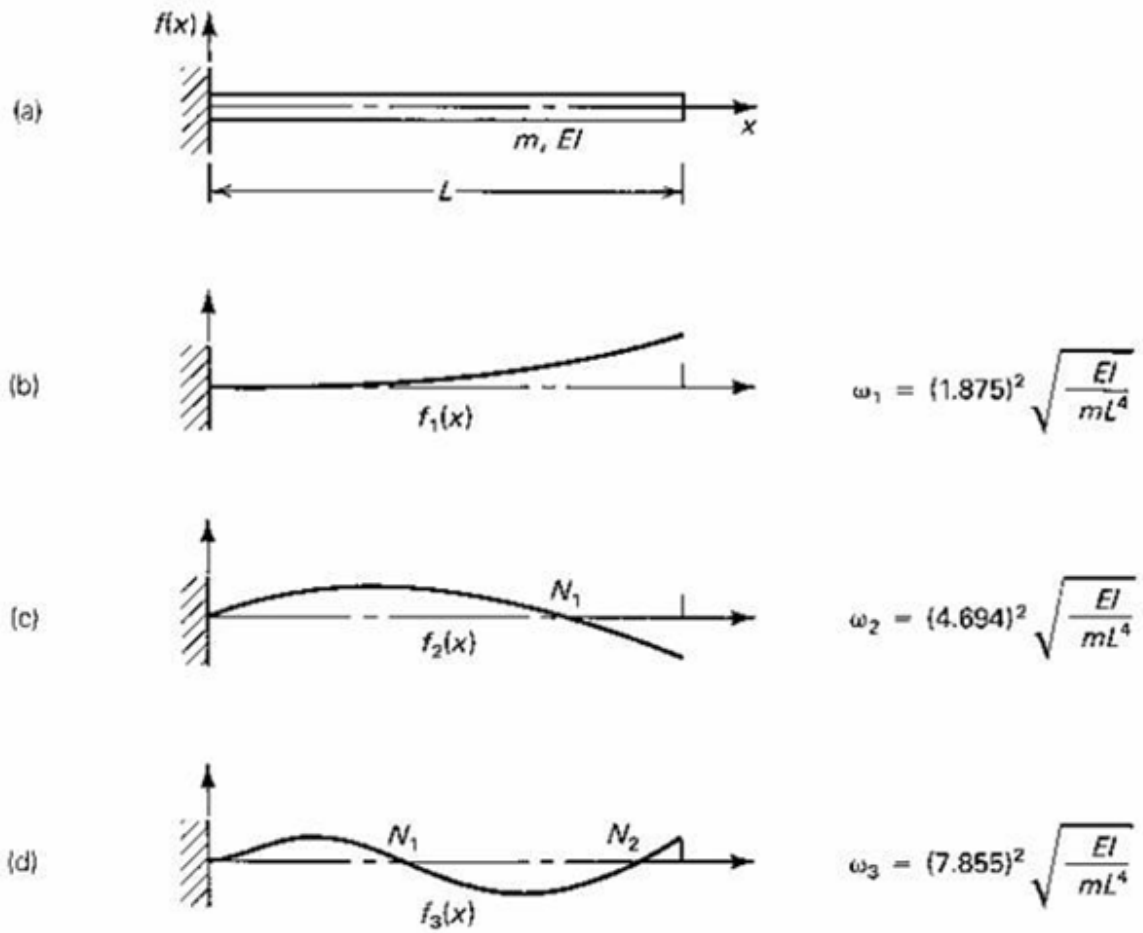 f(x)
(a)
x
m, EI
L
(b)
f₁(x)
ω₁ = (1.875)² √(EI / mL⁴)
(c)
N₁
f₂(x)
ω₂ = (4.694)² √(EI / mL⁴)
(d)
N₁
N₂
f₃(x)
ω₃ = (7.855)² √(EI / mL⁴)